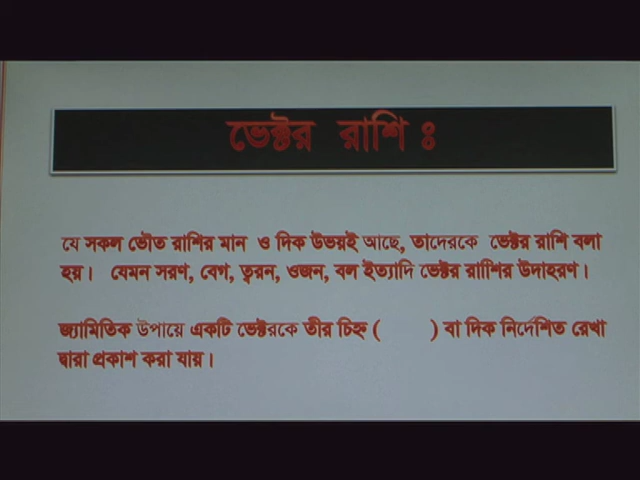 ভেক্টর রাশি ঃ
যে সকল ভৌত রাশির মান ও দিক উভয়ই আছে, তাদেরকে ভেক্টর রাশি বলা
হয়। যেমন সরণ, বেগ, ত্বরন, ওজন, বল ইত্যাদি ভেক্টর রাশির উদাহরণ।
জ্যামিতিক উপায়ে একটি ভেক্টরকে তীর চিহ্ন ( ) বা দিক নির্দেশিত রেখা
দ্বারা প্রকাশ করা যায়।